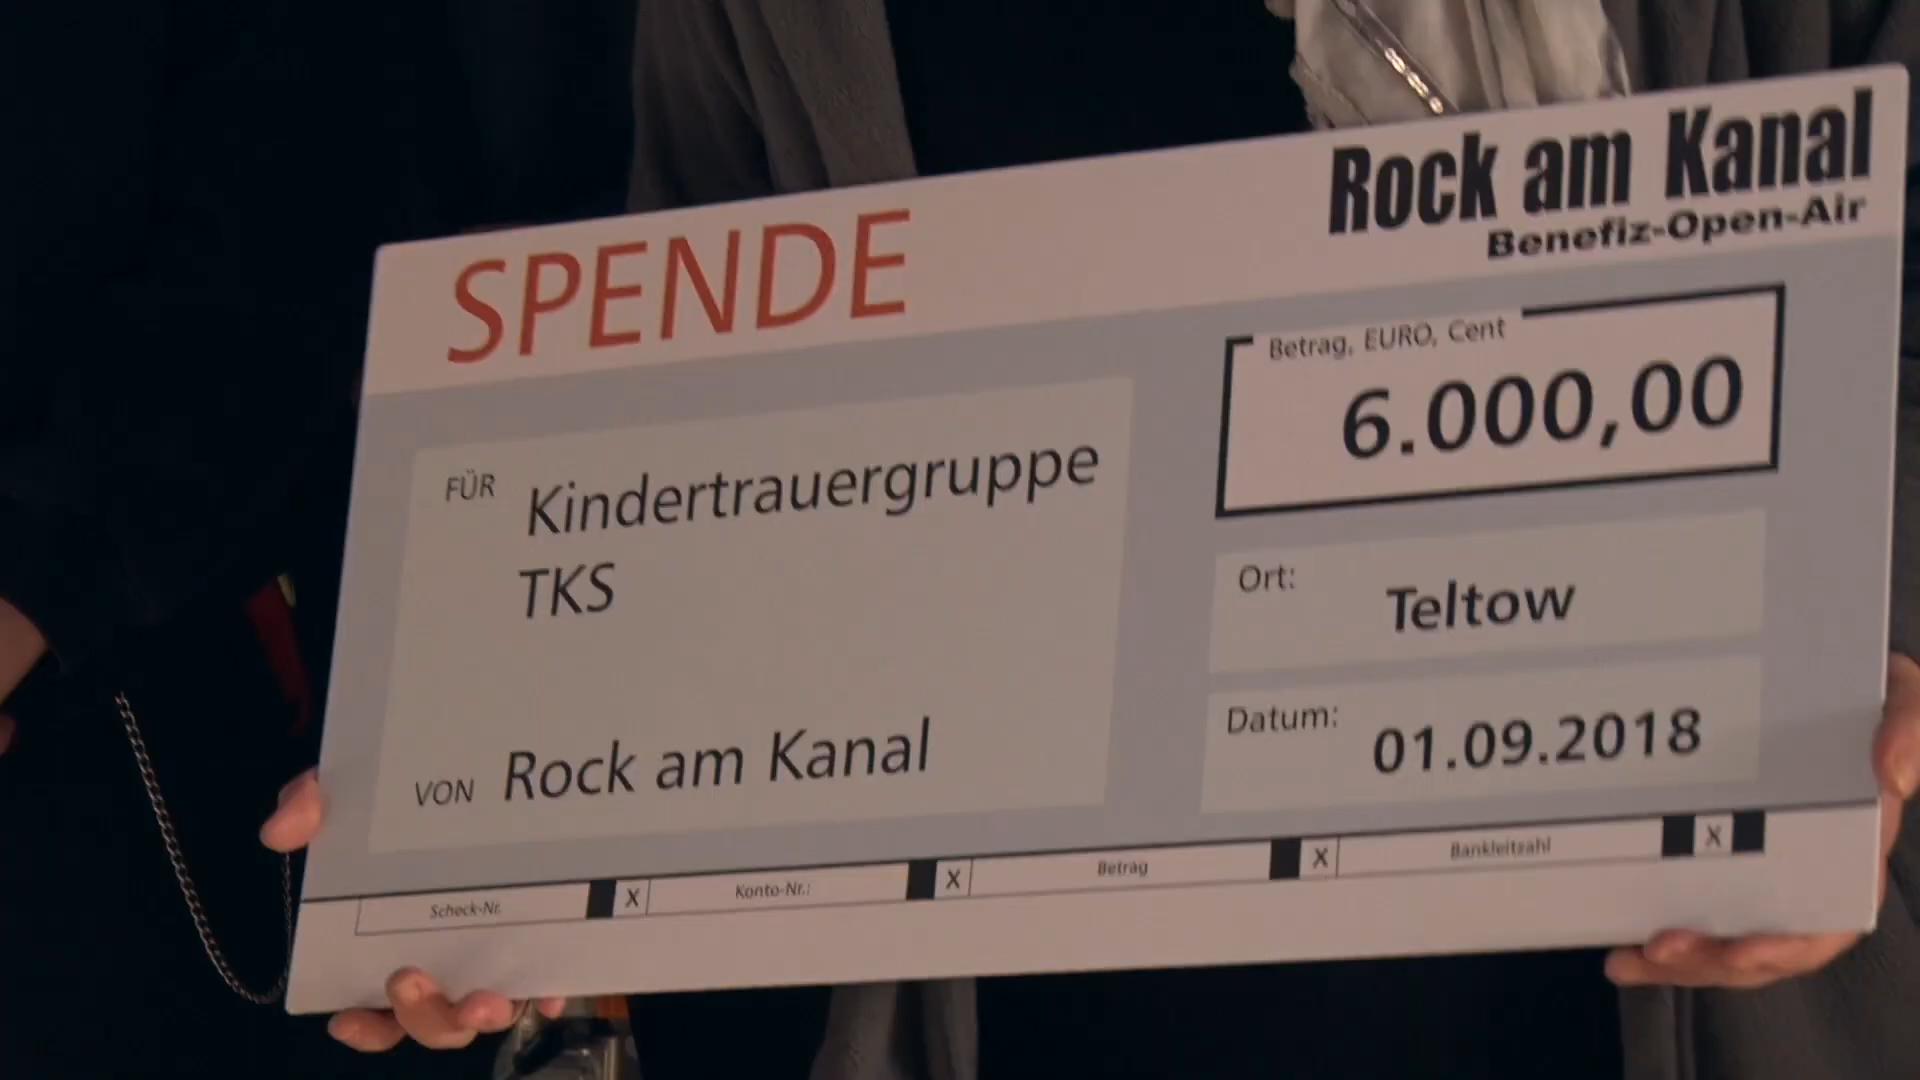 SPENDE
Rock am Kanal
Benefiz-Open-Air
Betrag, EURO, Cent
6.000,00
FÜR Kindertrauergruppe
TKS
Ort: Teltow
VON Rock am Kanal
Datum: 01.09.2018
Scheck-Nr. X Konto-Nr.: X Betrag X Bankleitzahl X